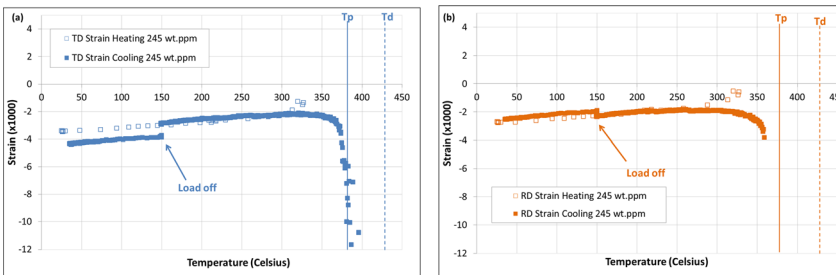 (a)
Tp
Td
TD Strain Heating 245 wt.ppm
TD Strain Cooling 245 wt.ppm
4
2
0
-2
-4
-6
-8
-10
-12
0
50
100
150
200
250
300
350
400
450
Strain (x1000)
Load off
Temperature (Celsius)
(b)
Tp
Td
4
2
0
-2
-4
-6
-8
-10
-12
0
50
100
150
200
250
300
350
400
450
Strain (x1000)
Load off
RD Strain Heating 245 wt.ppm
RD Strain Cooling 245 wt.ppm
Temperature (Celsius)